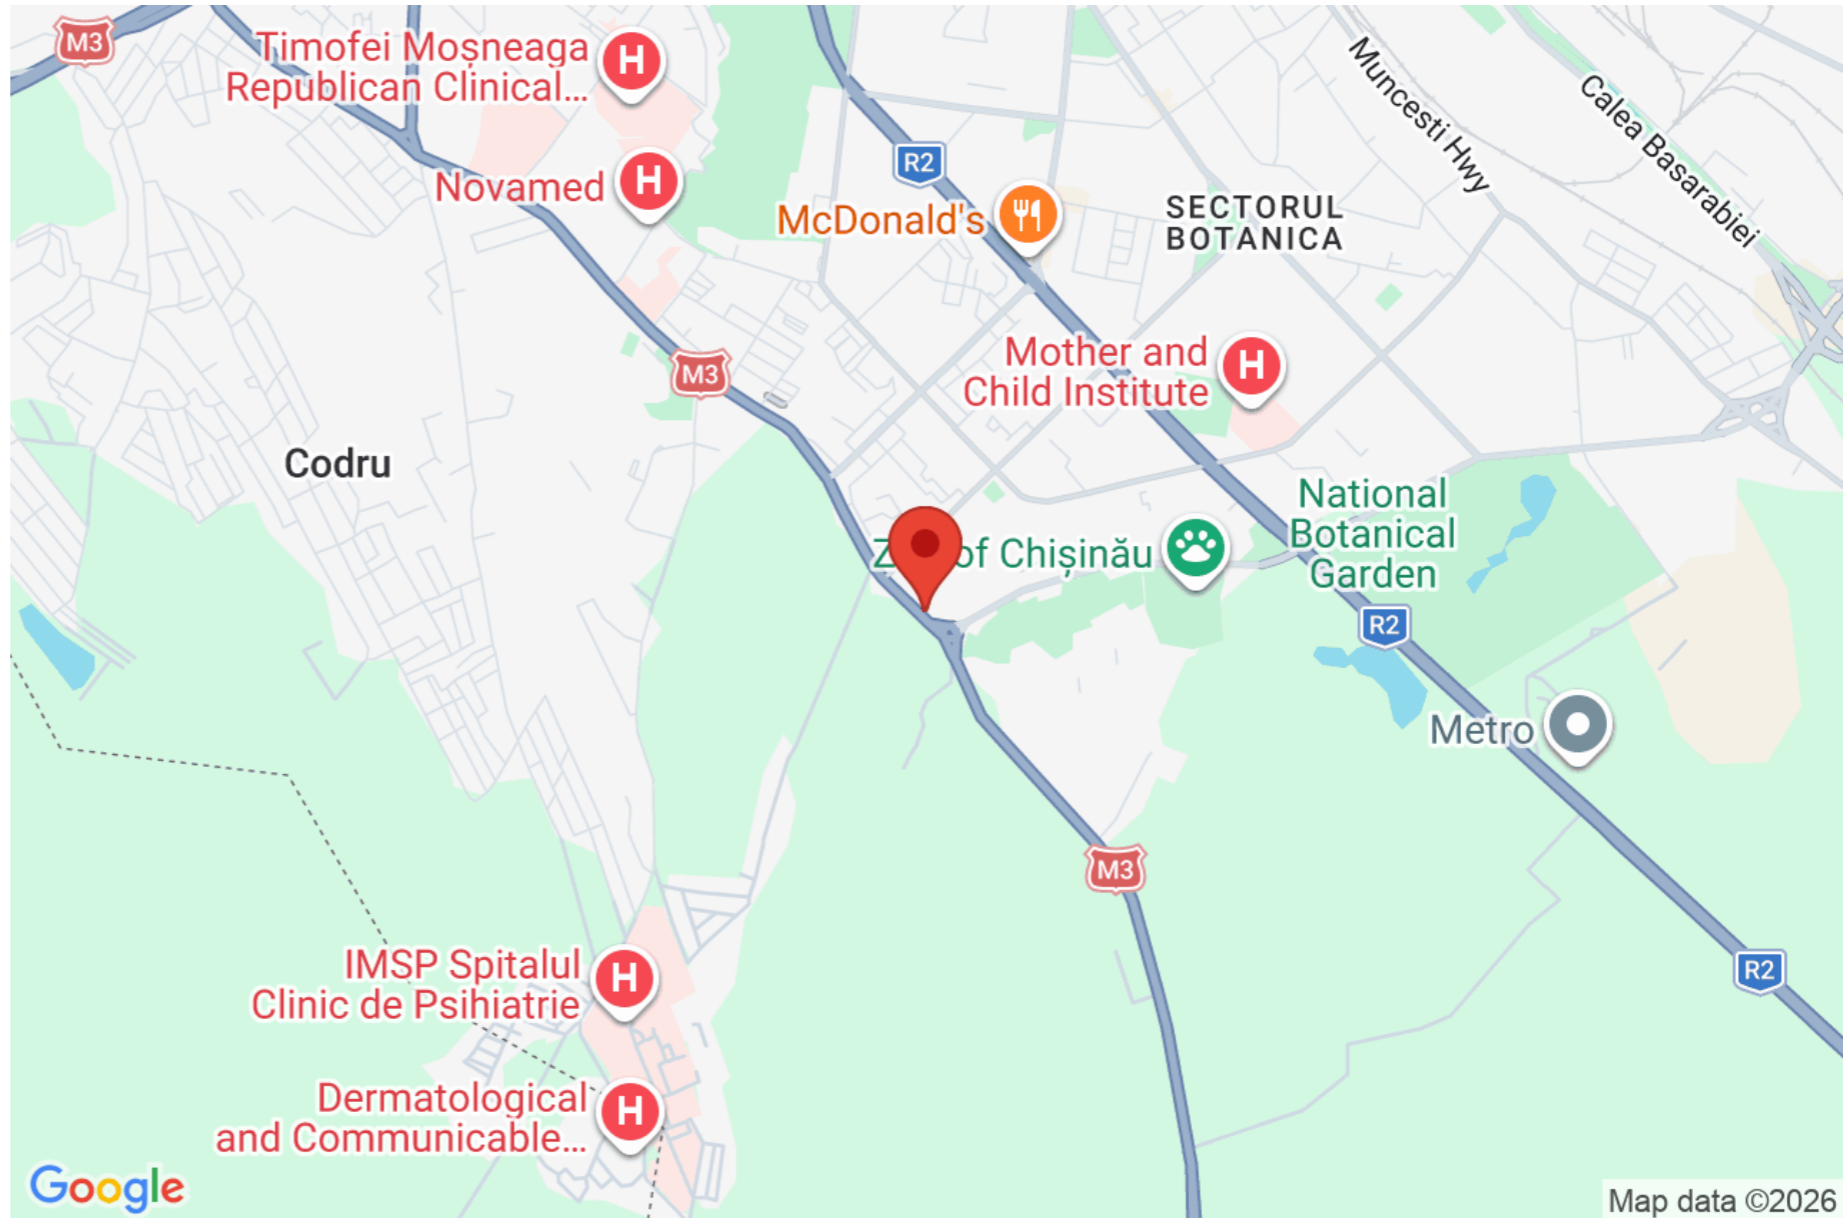 M3
Timofei Moșneaga
Republican Clinical...
H
Novamed
H
R2
McDonald's
SECTORUL
BOTANICA
Muncesti Hwy
Calea Basarabiei
M3
Mother and
Child Institute
H
Codru
National
Botanical
Garden
of Chișinău
R2
Metro
M3
IMSP Spitalul
Clinic de Psihiatrie
H
R2
Dermatological
and Communicable...
H
Google
Map data ©2026